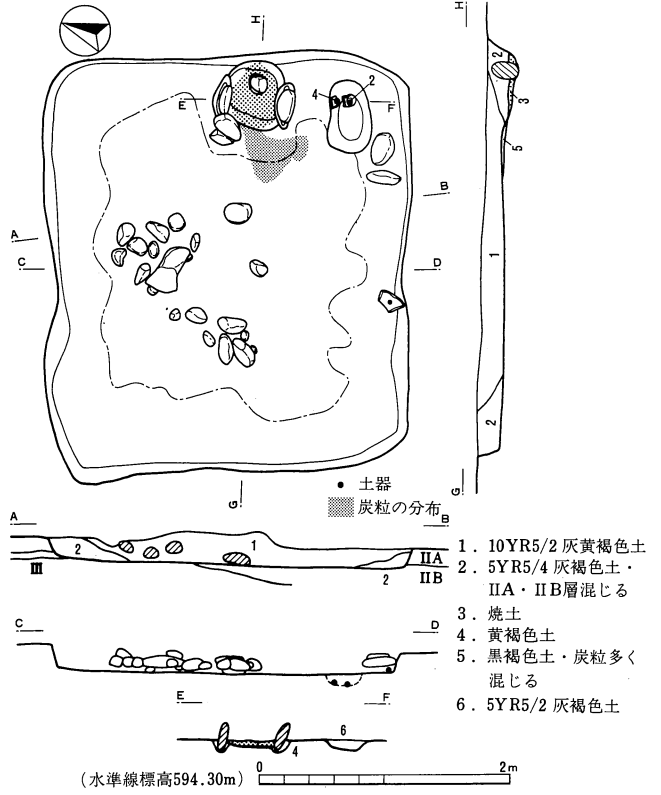 H
H
E
4
2
F
2
3
5
B
A
C
D
1
2
G
G
● 土器
炭粒の分布
A
B
2
1
IIA
III
2
IIB
C
D
E
F
6
4
1．10YR5/2 灰黄褐色土
2．5YR5/4 灰褐色土・
IIA・IIB層混じる
3．焼土
4．黄褐色土
5．黒褐色土・炭粒多く
混じる
6．5YR5/2 灰褐色土
(水準線標高594.30m)
0
2m